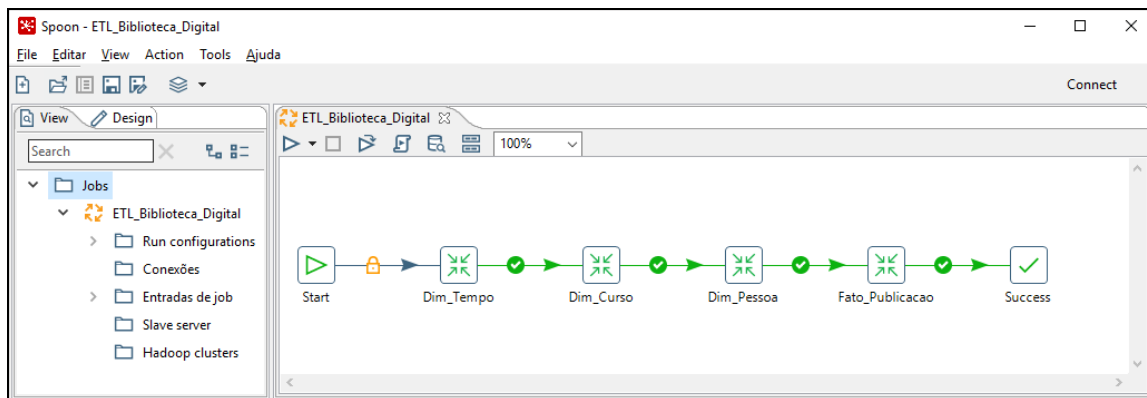 Spoon - ETL_Biblioteca_Digital
File Editar View Action Tools Ajuda
Connect
View Design
Search
Jobs
ETL_Biblioteca_Digital
Run configurations
Conexões
Entradas de job
Slave server
Hadoop clusters
ETL_Biblioteca_Digital
100%
Start Dim_Tempo Dim_Curso Dim_Pessoa Fato_Publicacao Success